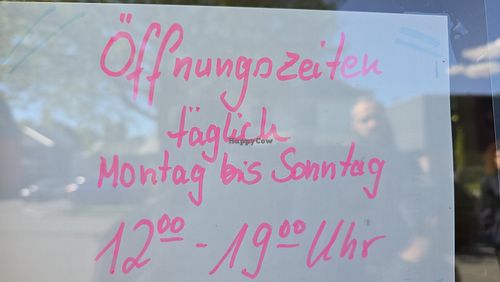 Öffnungszeiten
täglich
HappyCow
Montag bis Sonntag
12⁰⁰ - 19⁰⁰ Uhr